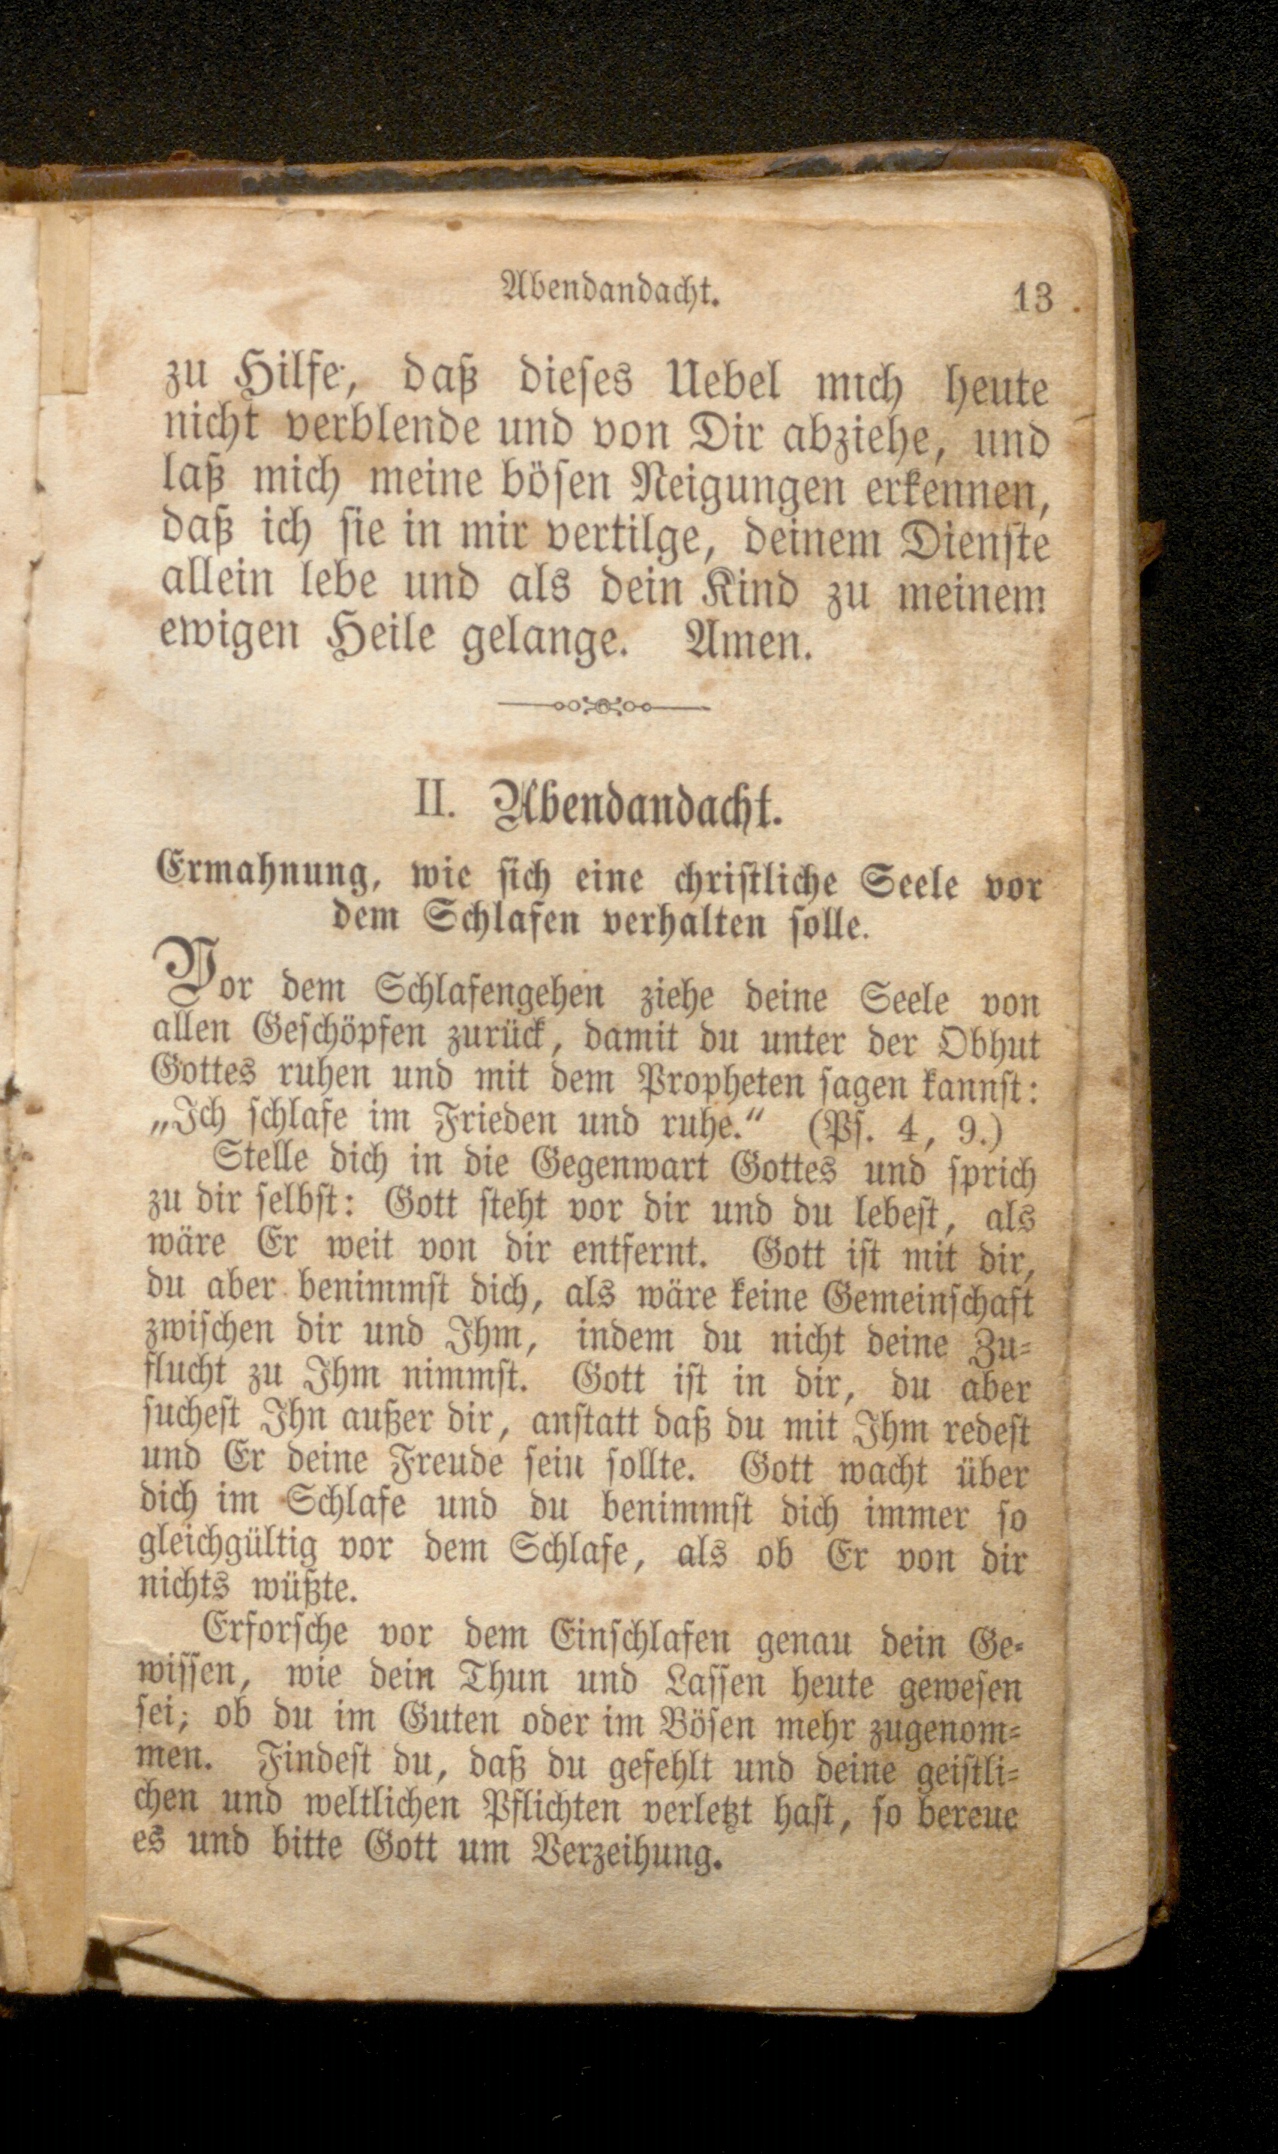 Abendandacht. 13
zu Hilfe, daß dieses Uebel mich heute
nicht verblende und von Dir abziehe, und
laß mich meine bösen Neigungen erkennen,
daß ich sie in mir vertilge, deinem Dienste
allein lebe und als dein Kind zu meinem
ewigen Heile gelange. Amen.
II. Abendandacht.
Ermahnung, wie sich eine christliche Seele vor
dem Schlafen verhalten solle.
Vor dem Schlafengehen ziehe deine Seele von
allen Geschöpfen zurück, damit du unter der Obhut
Gottes ruhen und mit dem Propheten sagen kannst:
„Ich schlafe im Frieden und ruhe.“ (Ps. 4, 9.)
Stelle dich in die Gegenwart Gottes und sprich
zu dir selbst: Gott steht vor dir und du lebest, als
wäre Er weit von dir entfernt. Gott ist mit dir,
du aber benimmst dich, als wäre keine Gemeinschaft
zwischen dir und Ihm, indem du nicht deine Zu-
flucht zu Ihm nimmst. Gott ist in dir, du aber
suchest Ihn außer dir, anstatt daß du mit Ihm redest
und Er deine Freude sein sollte. Gott wacht über
dich im Schlafe und du benimmst dich immer so
gleichgültig vor dem Schlafe, als ob Er von dir
nichts wüßte.
Erforsche vor dem Einschlafen genau dein Ge-
wissen, wie dein Thun und Lassen heute gewesen
sei; ob du im Guten oder im Bösen mehr zugenom-
men. Findest du, daß du gefehlt und deine geistli-
chen und weltlichen Pflichten verletzt hast, so bereue
es und bitte Gott um Verzeihung.